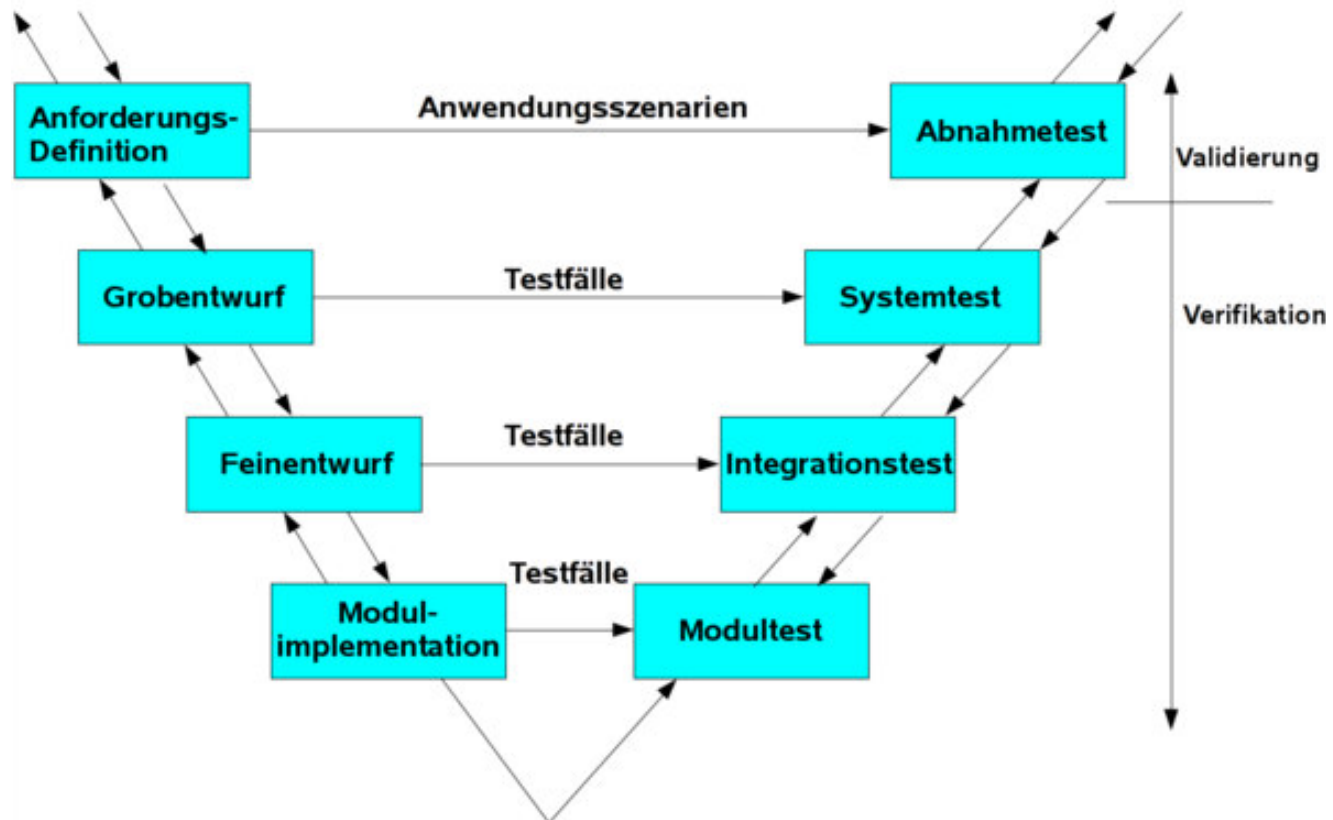 Anforderungs-
Definition
Anwendungsszenarien
Abnahmetest
Validierung
Grobentwurf
Testfälle
Systemtest
Verifikation
Feinentwurf
Testfälle
Integrationstest
Modul-
implementation
Testfälle
Modultest